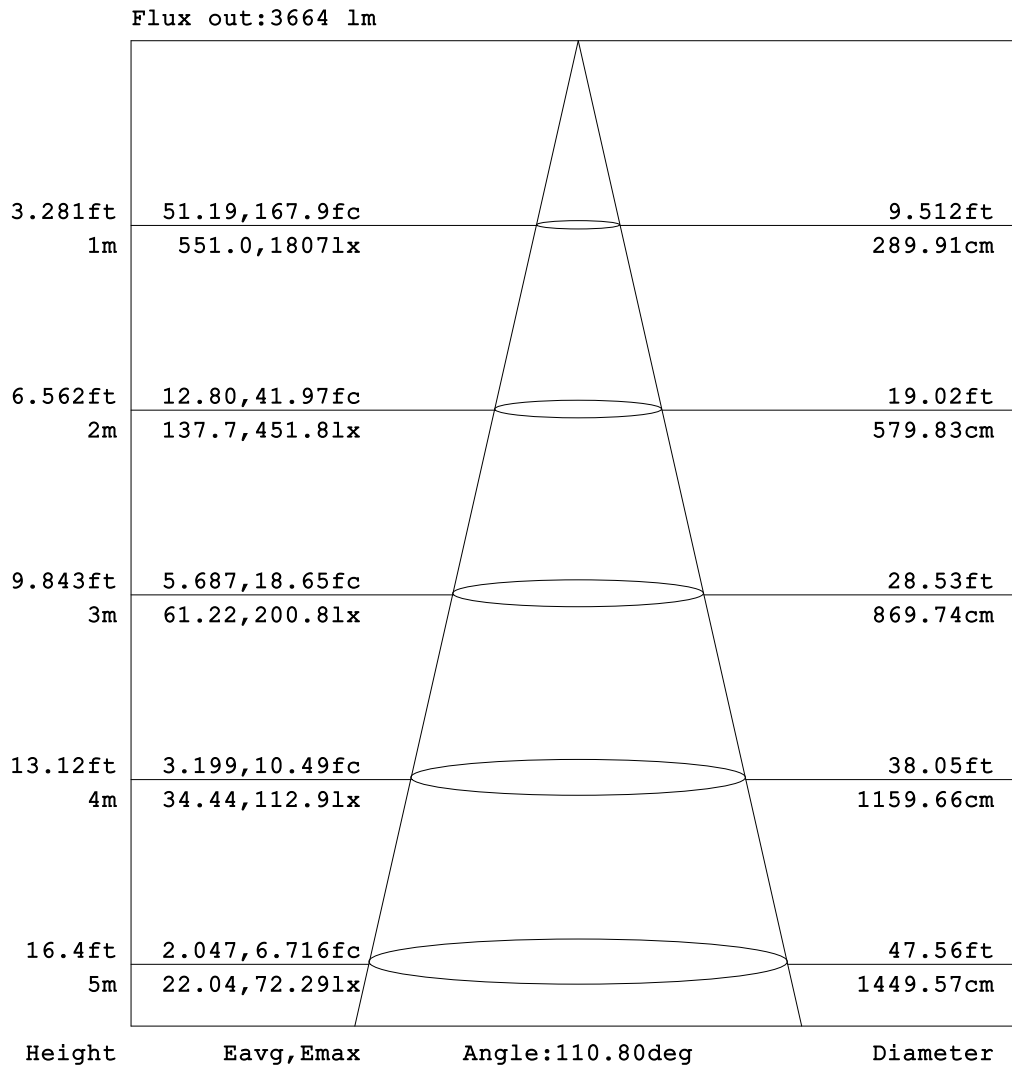 Flux out:3664 lm
3.281ft 51.19,167.9fc 9.512ft
1m 551.0,1807lx 289.91cm
6.562ft 12.80,41.97fc 19.02ft
2m 137.7,451.8lx 579.83cm
9.843ft 5.687,18.65fc 28.53ft
3m 61.22,200.8lx 869.74cm
13.12ft 3.199,10.49fc 38.05ft
4m 34.44,112.9lx 1159.66cm
16.4ft 2.047,6.716fc 47.56ft
5m 22.04,72.29lx 1449.57cm
Height Eavg,Emax Angle:110.80deg Diameter